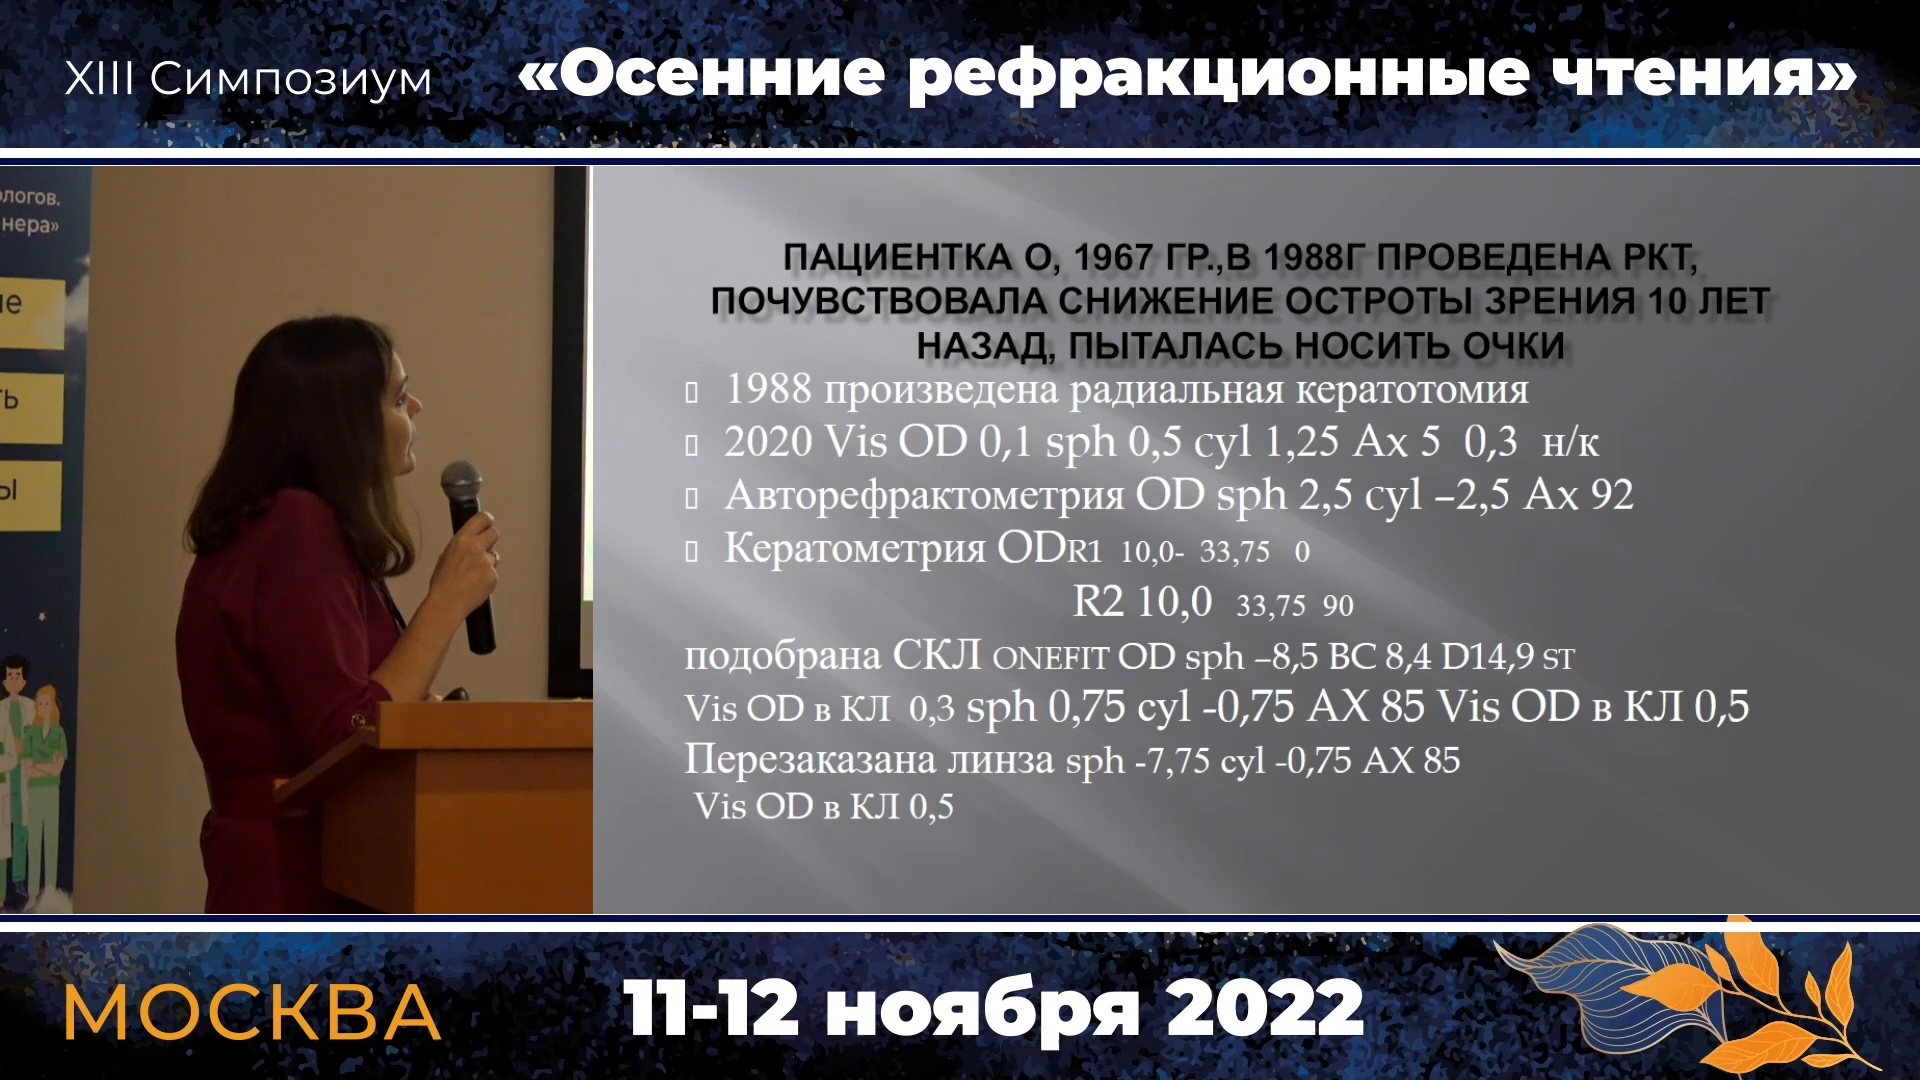 XIII Симпозиум «Осенние рефракционные чтения»
ологов.
нера»
ие
ть
ы
ПАЦИЕНТКА О, 1967 ГР.,В 1988Г ПРОВЕДЕНА РКТ,
ПОЧУВСТВОВАЛА СНИЖЕНИЕ ОСТРОТЫ ЗРЕНИЯ 10 ЛЕТ
НАЗАД, ПЫТАЛАСЬ НОСИТЬ ОЧКИ
1988 произведена радиальная кератотомия
2020 Vis OD 0,1 sph 0,5 cyl 1,25 Ax 5 0,3 н/к
Авторефрактометрия OD sph 2,5 cyl –2,5 Ax 92
Кератометрия ODR1 10,0- 33,75 0
R2 10,0 33,75 90
подобрана СКЛ ONEFIT OD sph –8,5 BC 8,4 D14,9 ST
Vis OD в КЛ 0,3 sph 0,75 cyl -0,75 AX 85 Vis OD в КЛ 0,5
Перезаказана линза sph -7,75 cyl -0,75 AX 85
Vis OD в КЛ 0,5
МОСКВА 11-12 ноября 2022